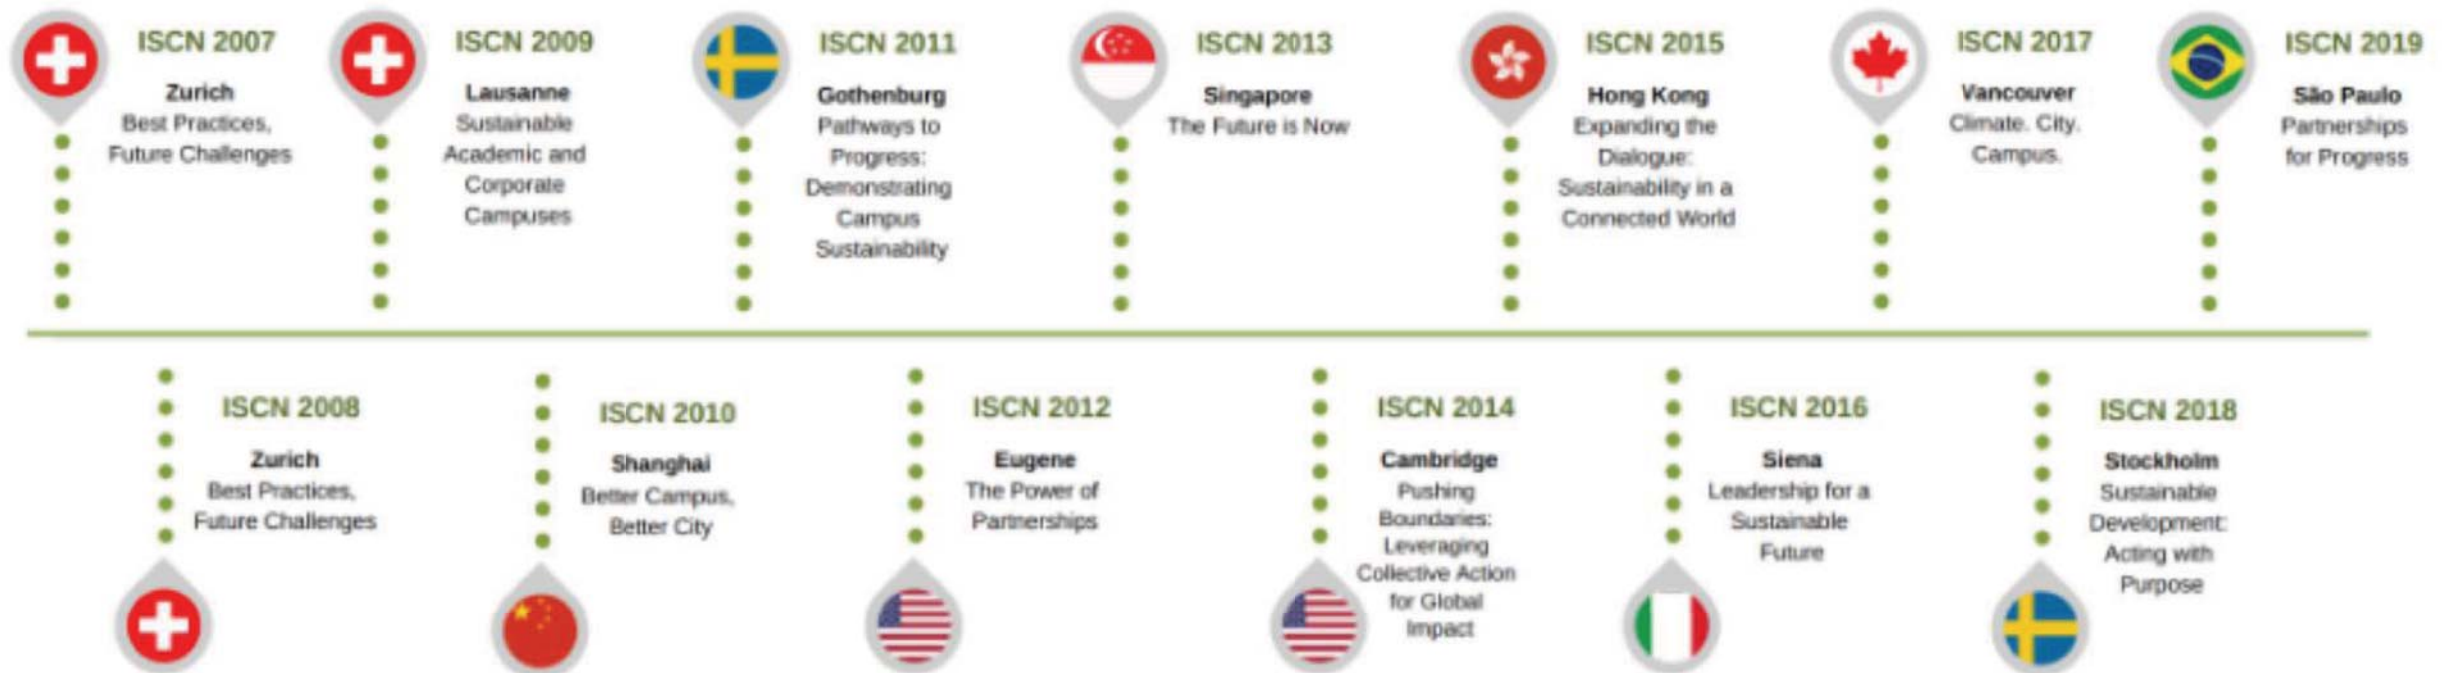 ISCN 2007
Zurich
Best Practices,
Future Challenges
ISCN 2009
Lausanne
Sustainable
Academic and
Corporate
Campuses
ISCN 2011
Gothenburg
Pathways to
Progress:
Demonstrating
Campus
Sustainability
ISCN 2013
Singapore
The Future is Now
ISCN 2015
Hong Kong
Expanding the
Dialogue:
Sustainability in a
Connected World
ISCN 2017
Vancouver
Climate. City.
Campus.
ISCN 2019
São Paulo
Partnerships
for Progress
ISCN 2008
Zurich
Best Practices,
Future Challenges
ISCN 2010
Shanghai
Better Campus,
Better City
ISCN 2012
Eugene
The Power of
Partnerships
ISCN 2014
Cambridge
Pushing
Boundaries:
Leveraging
Collective Action
for Global
Impact
ISCN 2016
Siena
Leadership for a
Sustainable
Future
ISCN 2018
Stockholm
Sustainable
Development:
Acting with
Purpose